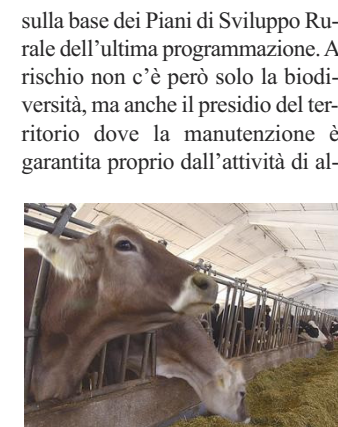 sulla base dei Piani di Sviluppo Ru-
rale dell’ultima programmazione. A
rischio non c’è però solo la biodi-
versità, ma anche il presidio del ter-
ritorio dove la manutenzione è
garantita proprio dall’attività di al-